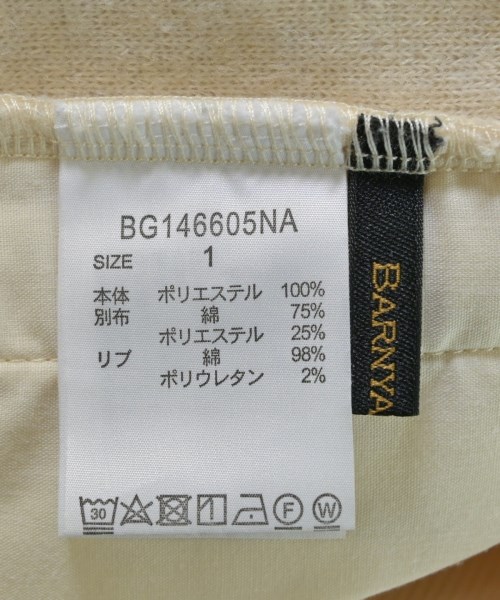 BG146605NA
SIZE 1
本体 ポリエステル 100%
別布 綿 75%
ポリエステル 25%
リブ 綿 98%
ポリウレタン 2%
30 F W
BARNYA